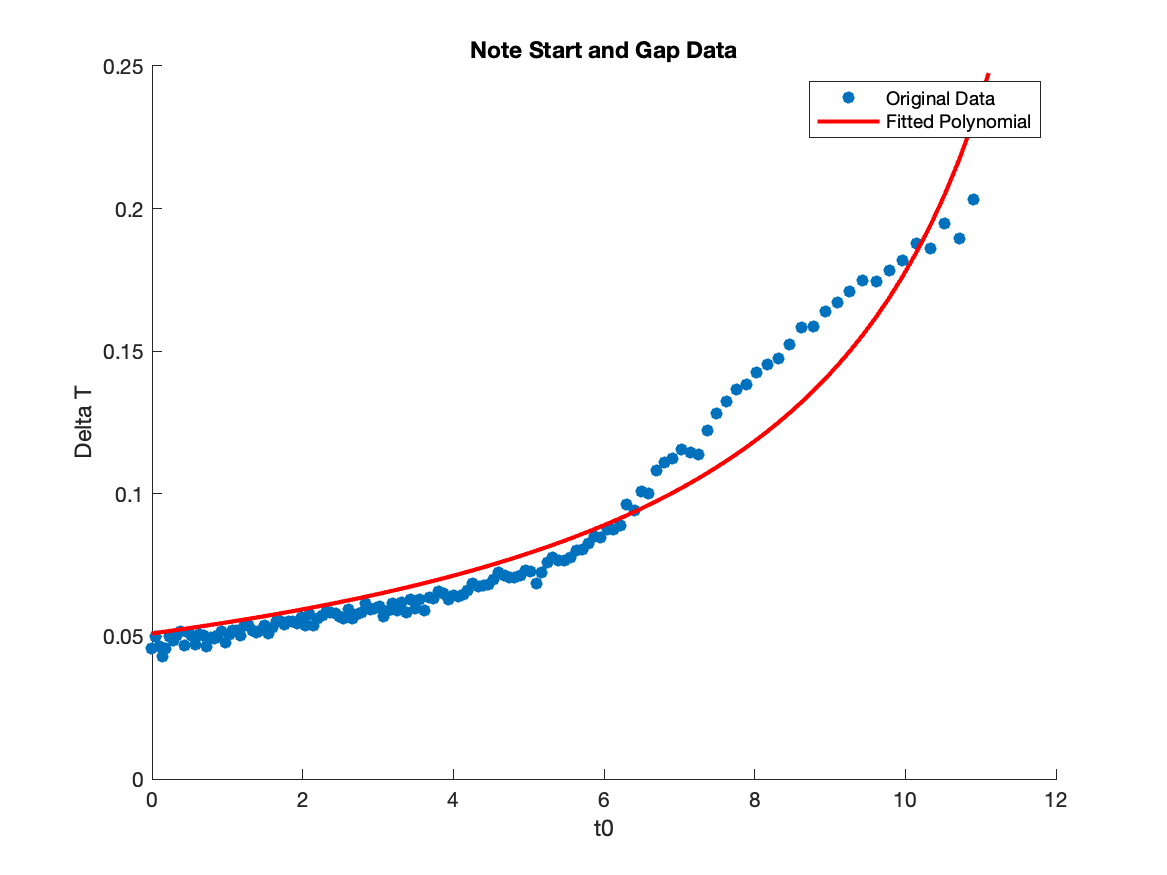 Note Start and Gap Data
Original Data
Fitted Polynomial
0.25
0.2
0.15
0.1
0.05
0
Delta T
0 2 4 6 8 10 12
t0